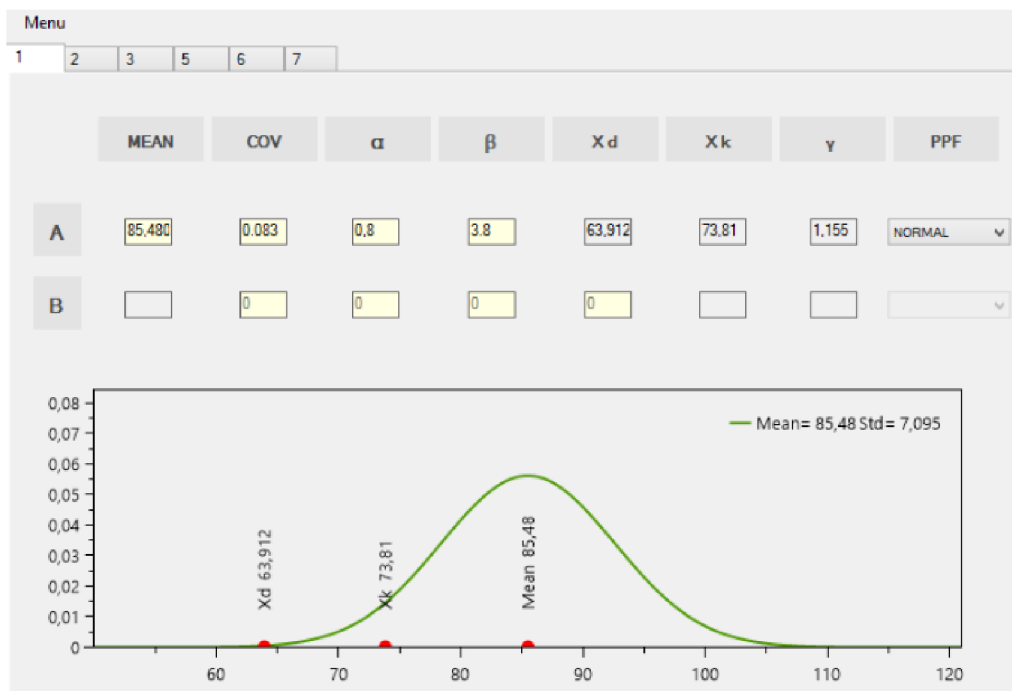 Menu
1 2 3 5 6 7
MEAN COV α β X d X k γ PPF
A 85,480 0.083 0,8 3.8 63,912 73,81 1,155 NORMAL
B 0 0 0 0
0,08
Mean= 85,48 Std= 7,095
0,07
0,06
0,05
0,04
0,03
0,02
0,01
0
Xd 63,912
Xk 73,81
Mean 85,48
60 70 80 90 100 110 120